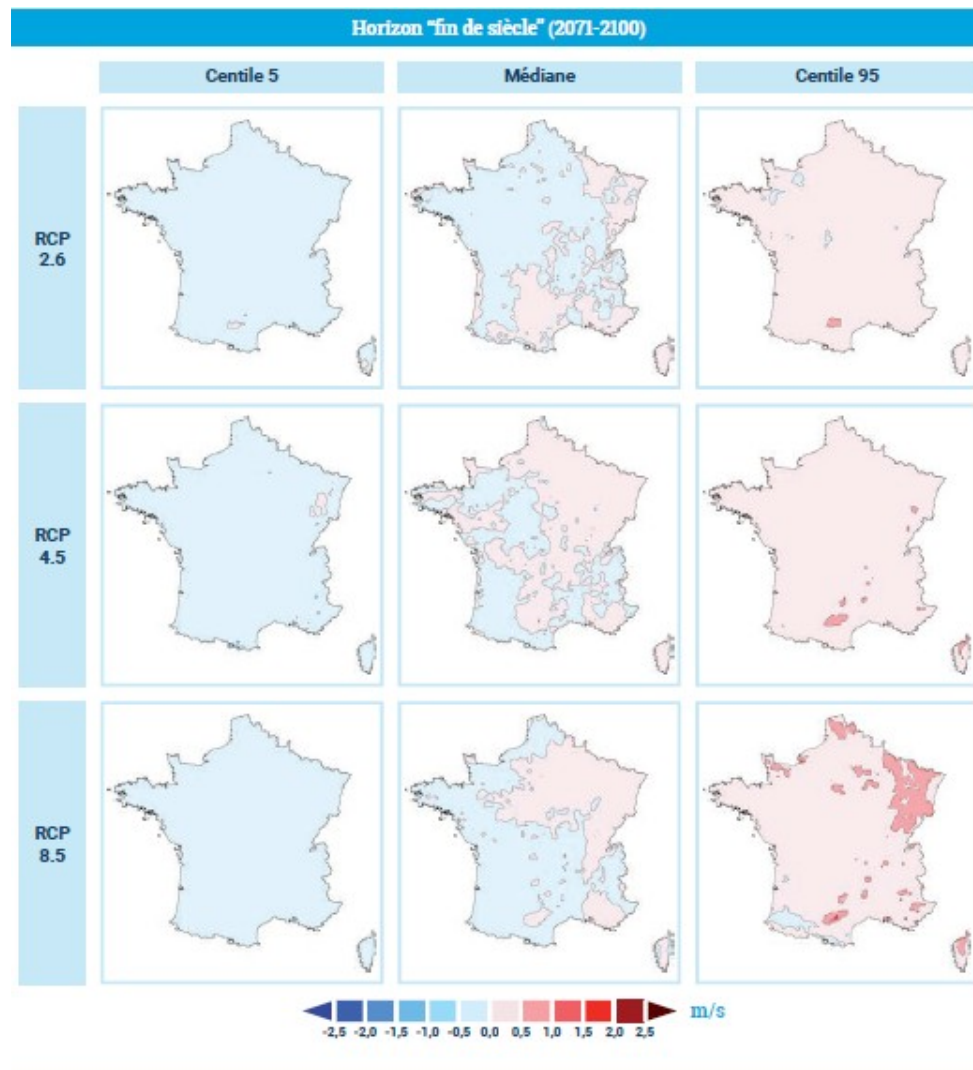 Horizon “fin de siècle” (2071-2100)
Centile 5 Médiane Centile 95
RCP
2.6
RCP
4.5
RCP
8.5
-2,5 -2,0 -1,5 -1,0 -0,5 0,0 0,5 1,0 1,5 2,0 2,5 m/s